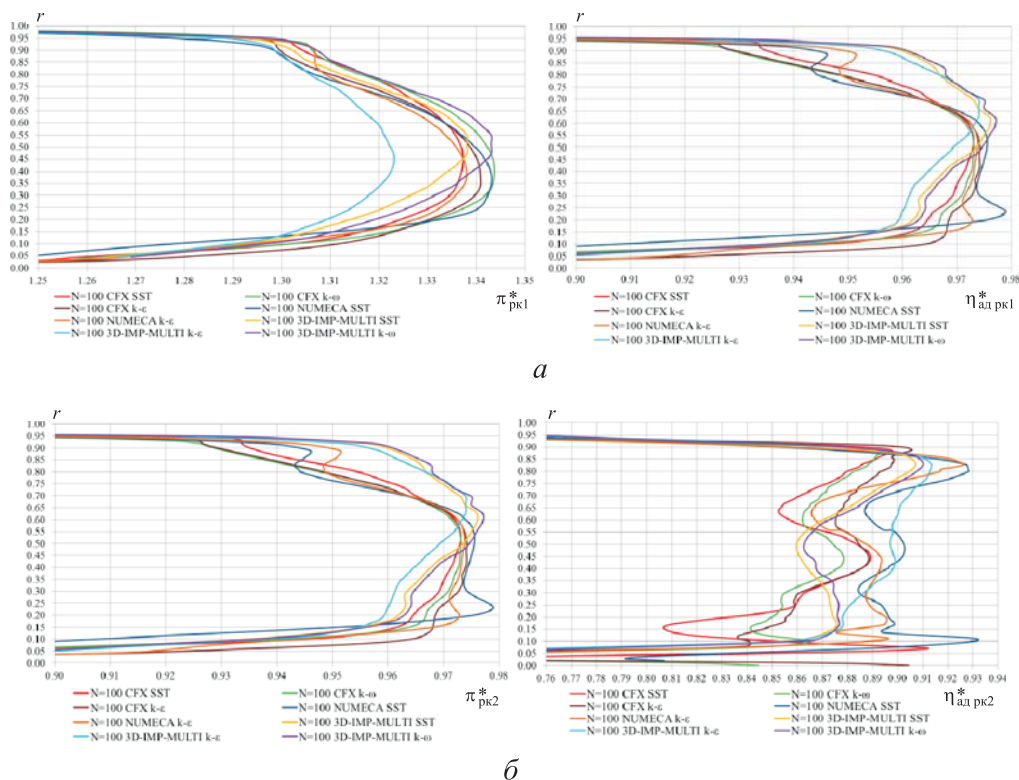 r
r
1.00
0.95
0.90
0.85
0.80
0.75
0.70
0.65
0.60
0.55
0.50
0.45
0.40
0.35
0.30
0.25
0.20
0.15
0.10
0.05
0.00
1.25 1.26 1.27 1.28 1.29 1.30 1.31 1.32 1.33 1.34 1.35
π*рк1
N=100 CFX SST
N=100 CFX k-ω
N=100 CFX k-ε
N=100 NUMECA SST
N=100 NUMECA k-ε
N=100 3D-IMP-MULTI SST
N=100 3D-IMP-MULTI k-ε
N=100 3D-IMP-MULTI k-ω
1.00
0.95
0.90
0.85
0.80
0.75
0.70
0.65
0.60
0.55
0.50
0.45
0.40
0.35
0.30
0.25
0.20
0.15
0.10
0.05
0.00
0.90 0.91 0.92 0.93 0.94 0.95 0.96 0.97 0.98
η*ад рк1
N=100 CFX SST
N=100 CFX k-ω
N=100 CFX k-ε
N=100 NUMECA SST
N=100 NUMECA k-ε
N=100 3D-IMP-MULTI SST
N=100 3D-IMP-MULTI k-ε
N=100 3D-IMP-MULTI k-ω
а
r
r
1.00
0.95
0.90
0.85
0.80
0.75
0.70
0.65
0.60
0.55
0.50
0.45
0.40
0.35
0.30
0.25
0.20
0.15
0.10
0.05
0.00
0.90 0.91 0.92 0.93 0.94 0.95 0.96 0.97 0.98
π*рк2
N=100 CFX SST
N=100 CFX k-ω
N=100 CFX k-ε
N=100 NUMECA SST
N=100 NUMECA k-ε
N=100 3D-IMP-MULTI SST
N=100 3D-IMP-MULTI k-ε
N=100 3D-IMP-MULTI k-ω
1.00
0.95
0.90
0.85
0.80
0.75
0.70
0.65
0.60
0.55
0.50
0.45
0.40
0.35
0.30
0.25
0.20
0.15
0.10
0.05
0.00
0.76 0.77 0.78 0.79 0.80 0.81 0.82 0.83 0.84 0.85 0.86 0.87 0.88 0.89 0.90 0.91 0.92 0.93 0.94
η*ад рк2
N=100 CFX SST
N=100 CFX k-ω
N=100 CFX k-ε
N=100 NUMECA SST
N=100 NUMECA k-ε
N=100 3D-IMP-MULTI SST
N=100 3D-IMP-MULTI k-ε
N=100 3D-IMP-MULTI k-ω
б